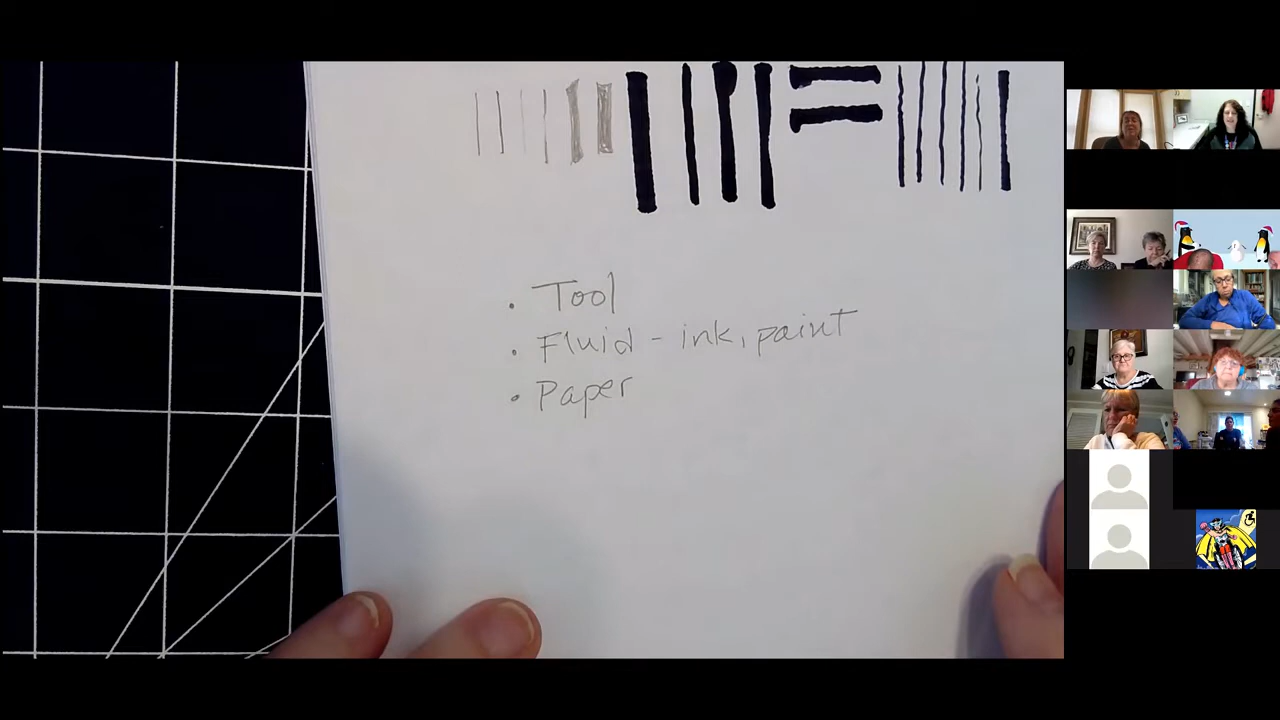 • Tool
• Fluid - ink, paint
• Paper